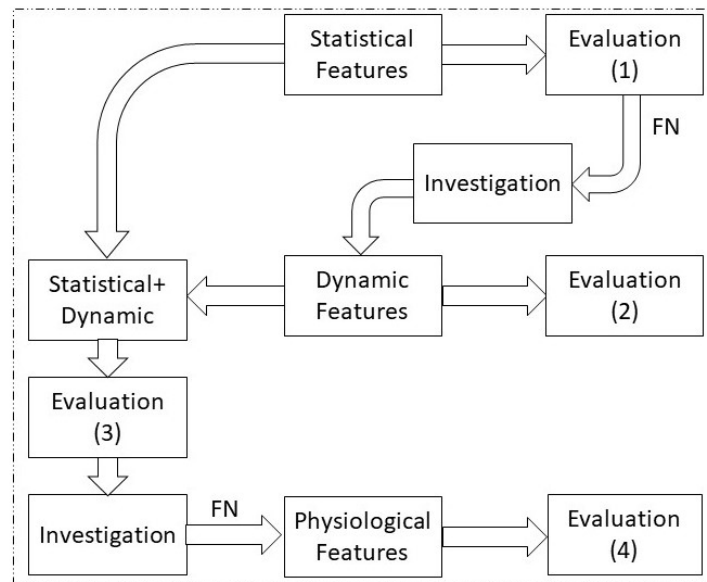 Statistical
Features
Evaluation
(1)
FN
Investigation
Statistical+
Dynamic
Dynamic
Features
Evaluation
(2)
Evaluation
(3)
Investigation
FN
Physiological
Features
Evaluation
(4)